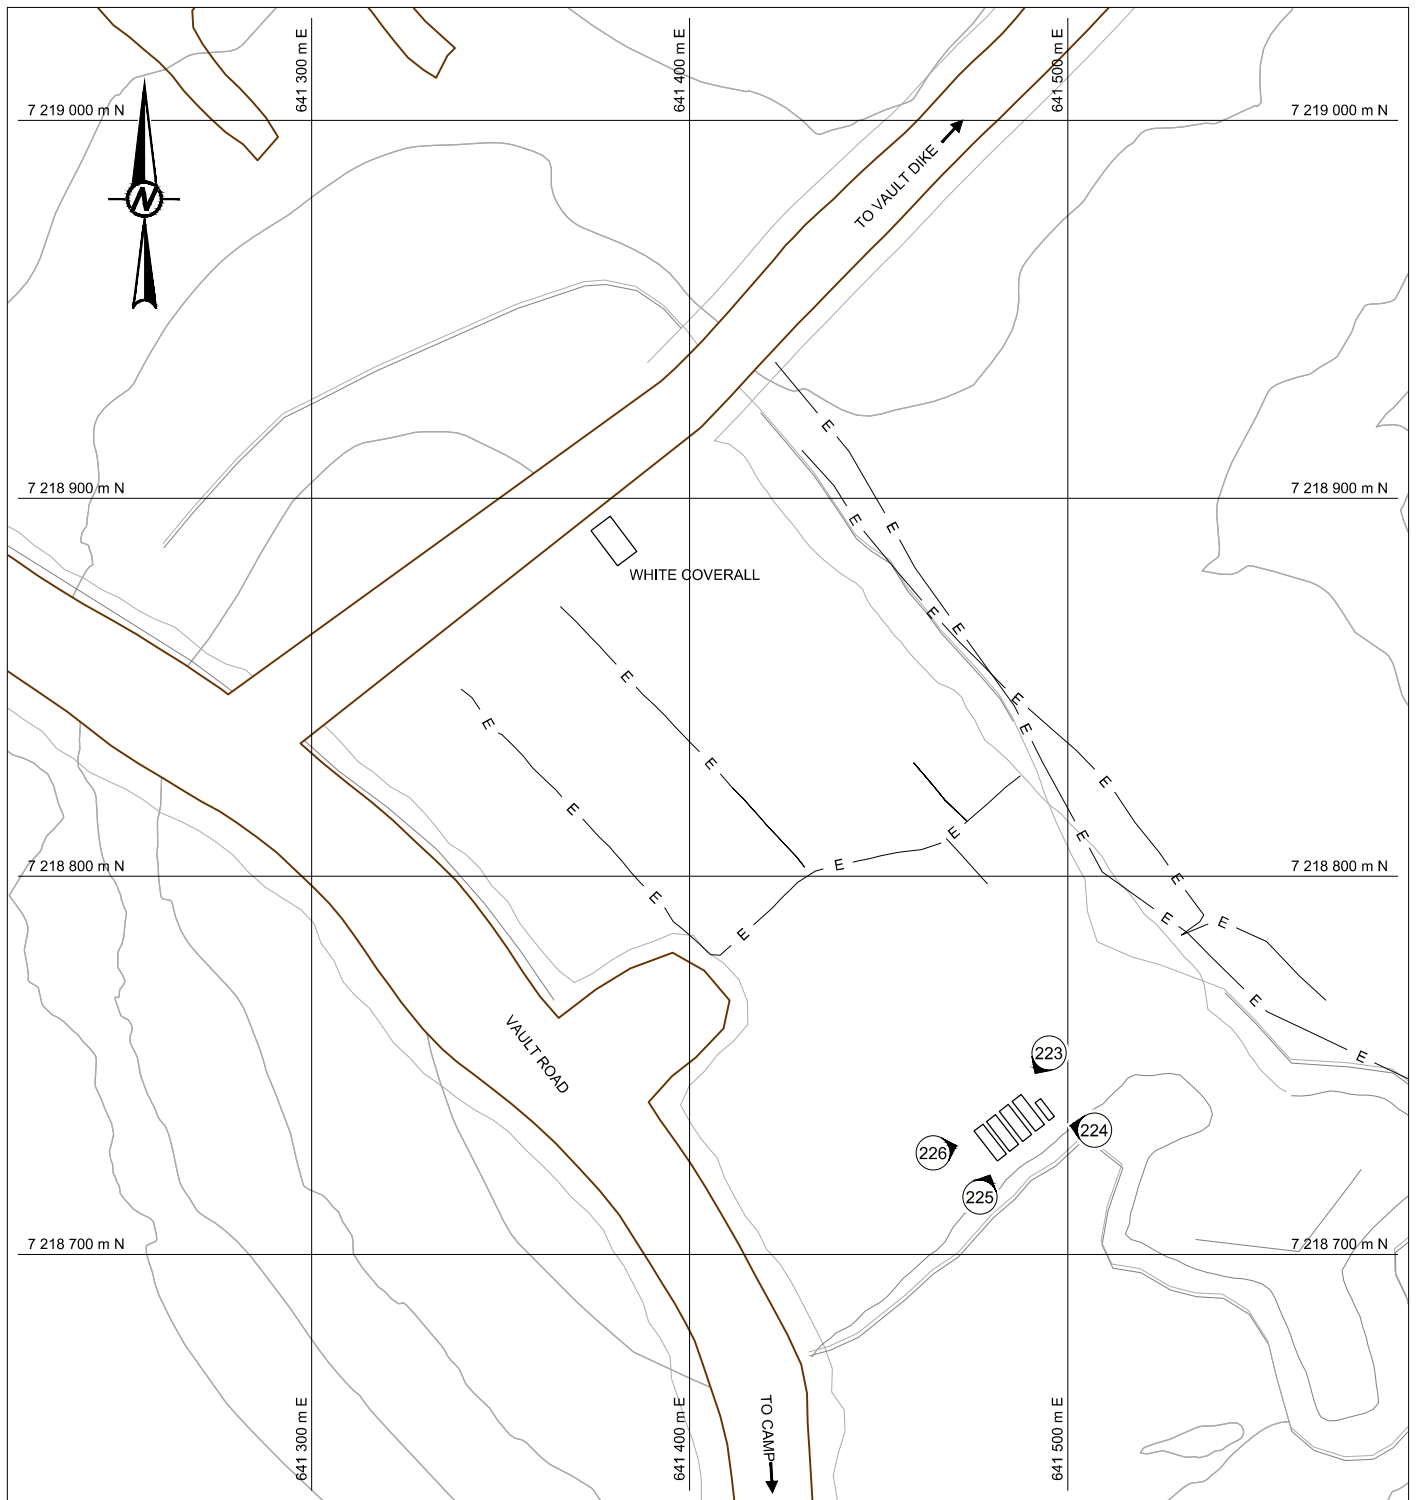 641 300 m E
641 400 m E
641 500 m E
7 219 000 m N
7 219 000 m N
TO VAULT DIKE
N
E
7 218 900 m N
7 218 900 m N
E
E
WHITE COVERALL
E
E
E
E
E
E
E
E
E
E
E
E
7 218 800 m N
7 218 800 m N
E
E
E
E
E
E
E
VAULT ROAD
223
224
226
225
7 218 700 m N
7 218 700 m N
TO CAMP
641 300 m E
641 400 m E
641 500 m E